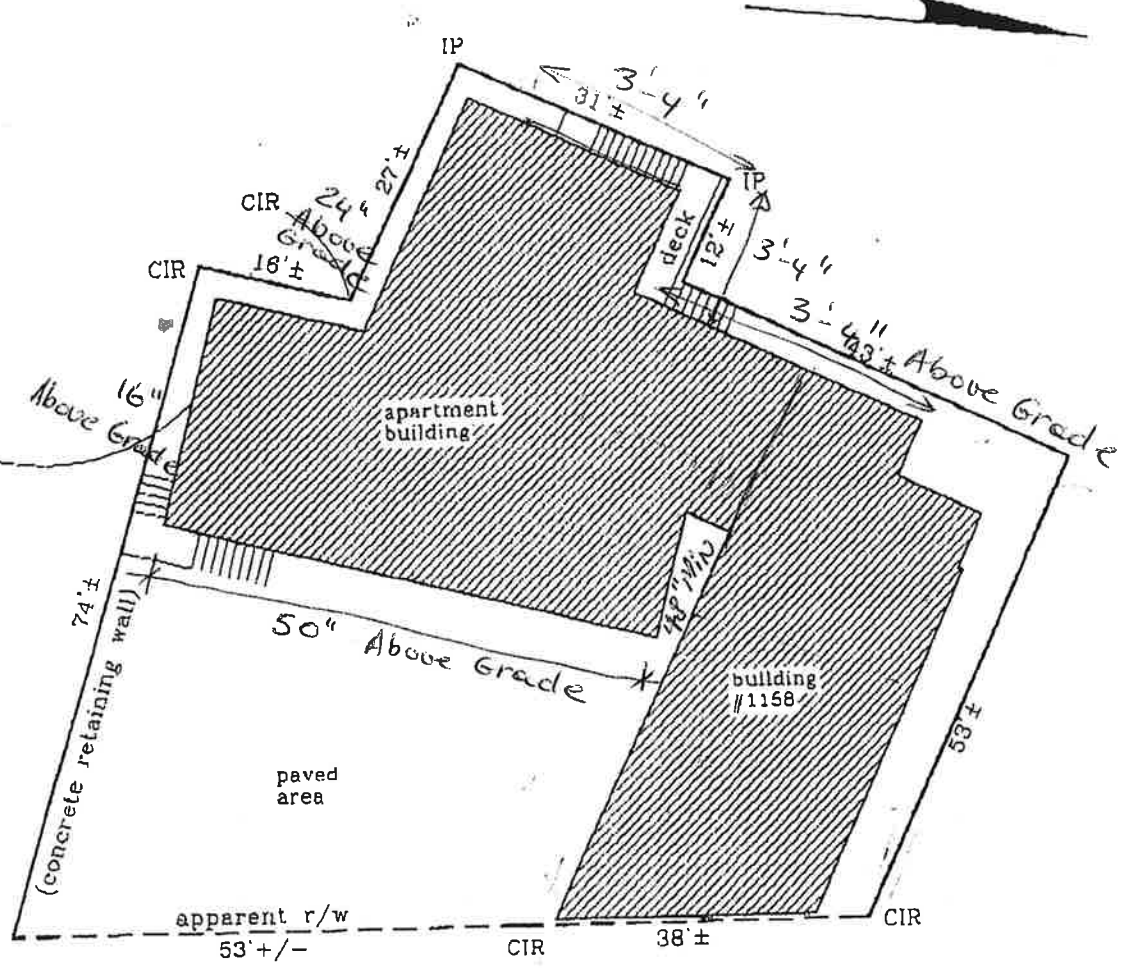 IP
3'-4"
31'±
IP
27'±
CIR
24"
Above
Grade
CIR
16'±
deck
12'±
3'-4"
3'-4"
43'± Above Grade
16"
Above Grade
apartment
building
48" Min
74'±
(concrete retaining wall)
50" Above Grade
building
#1158
53'±
paved
area
apparent r/w
53'+/-
CIR
38'±
CIR